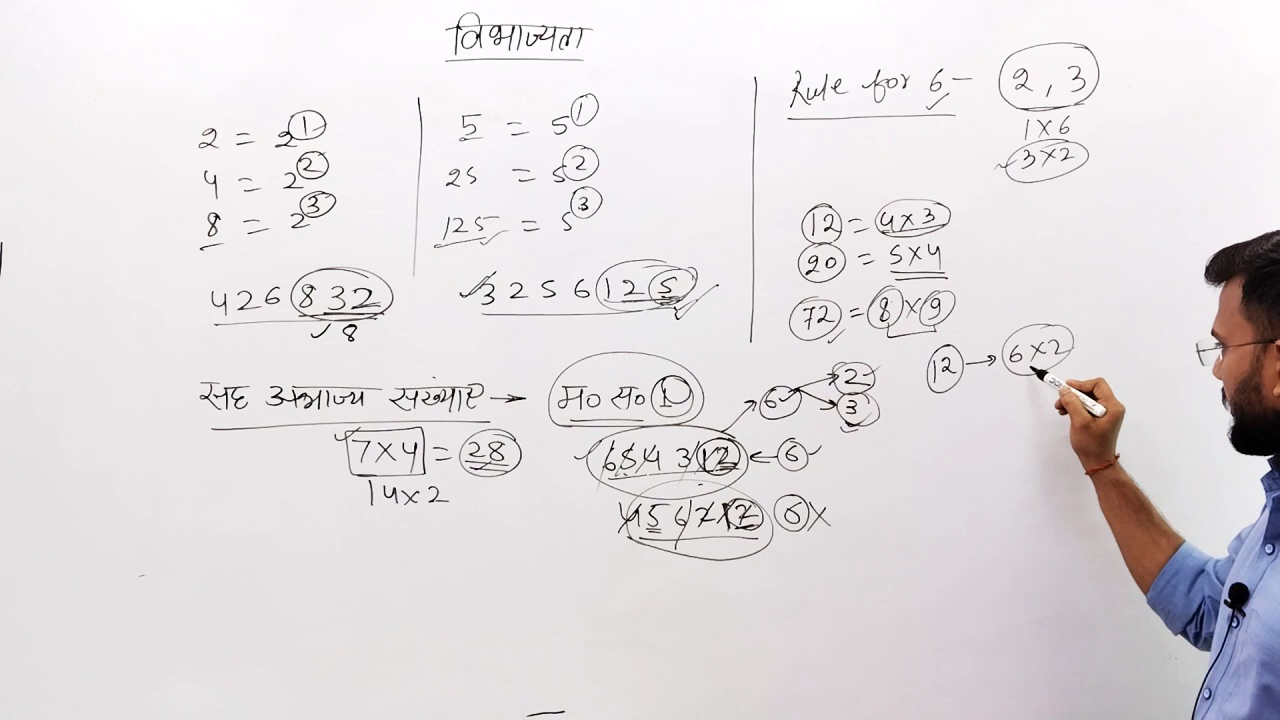 विभाज्यता
2 = 2^1
4 = 2^2
8 = 2^3
426832
✓8
5 = 5^1
25 = 5^2
125 = 5^3
3256125
Rule for 6 - 2, 3
1×6
3×2
12 = 4×3
20 = 5×4
72 = 8×9
12 → 6×2
सह अभाज्य संख्याएँ → म० स० 1
7×4 = 28
14×2
6 2
3
684312 ← 6
6 ×